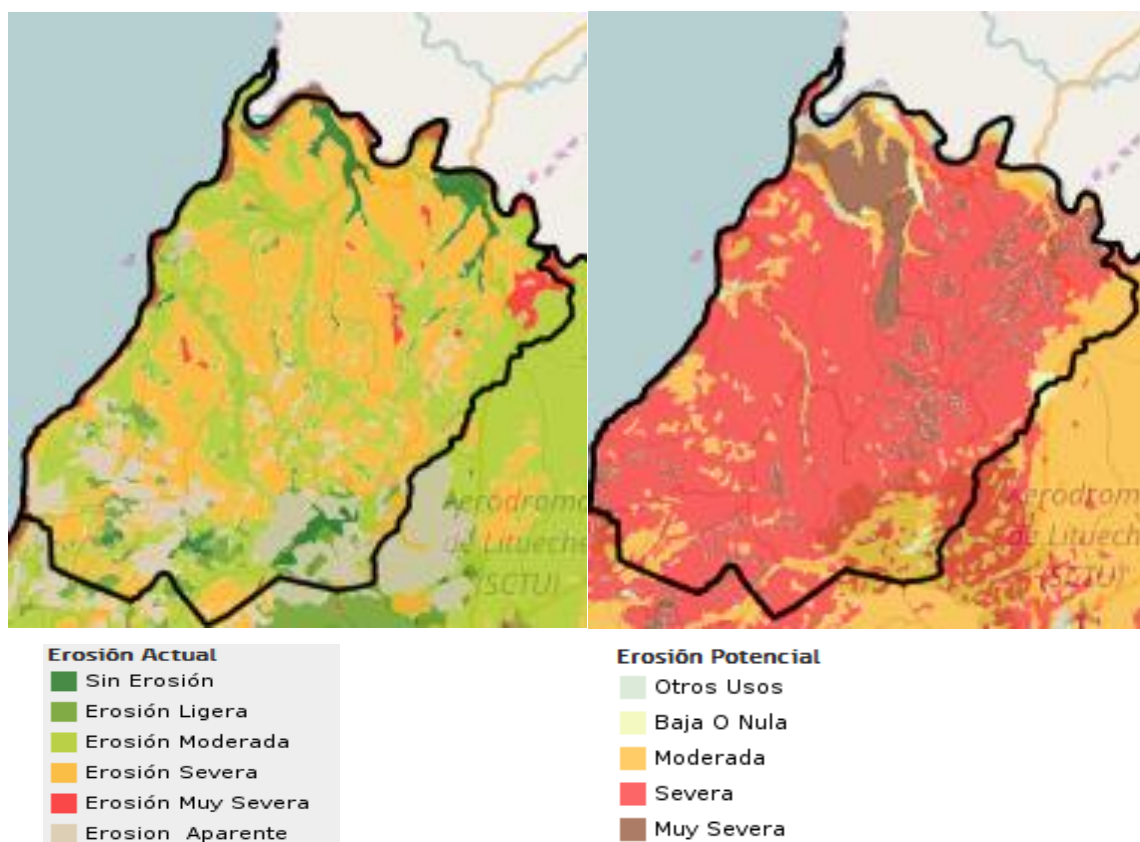 Aerodromo
de Litueche
(SCTU)
Aerodrom
de Litueche
(SCTU)
Erosión Actual
Sin Erosión
Erosión Ligera
Erosión Moderada
Erosión Severa
Erosión Muy Severa
Erosion Aparente
Erosión Potencial
Otros Usos
Baja O Nula
Moderada
Severa
Muy Severa